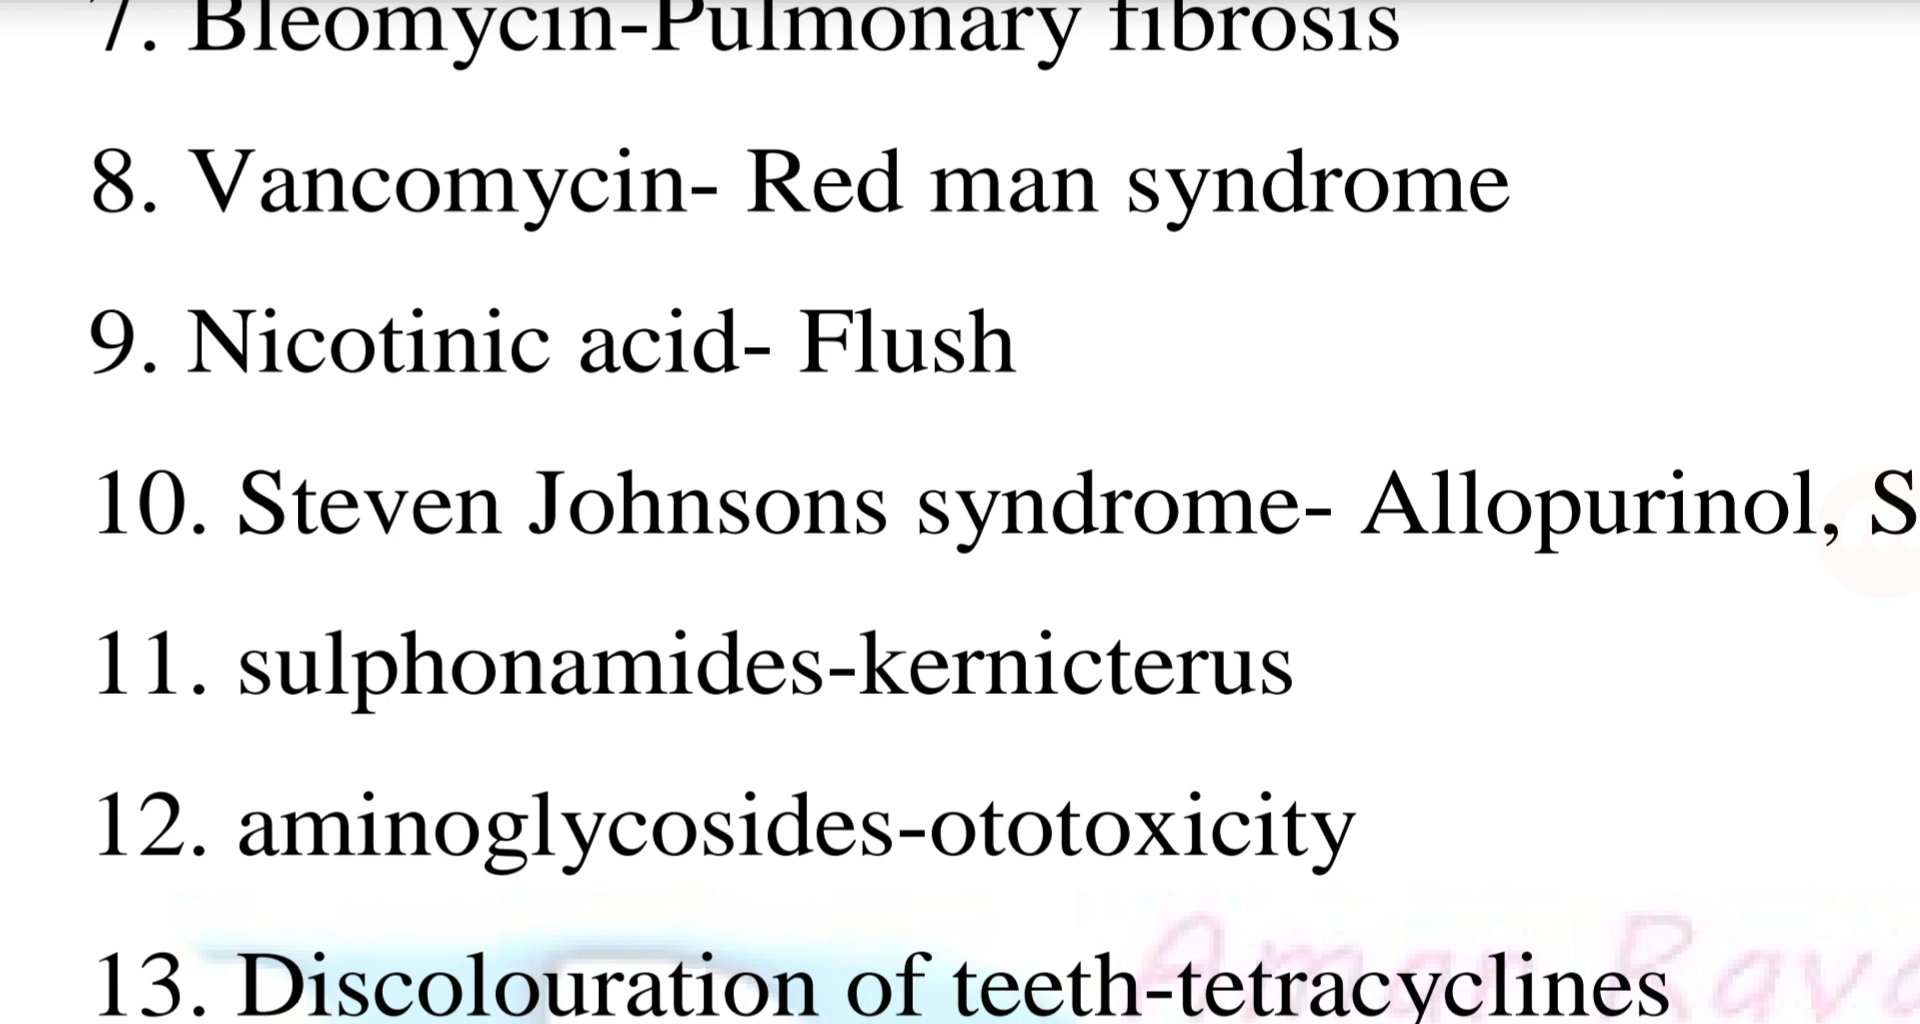 7. Bleomycin-Pulmonary fibrosis
8. Vancomycin- Red man syndrome
9. Nicotinic acid- Flush
10. Steven Johnsons syndrome- Allopurinol, S
11. sulphonamides-kernicterus
12. aminoglycosides-ototoxicity
13. Discolouration of teeth-tetracyclines